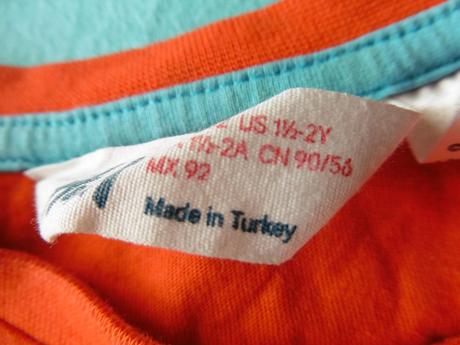 US 1½-2Y
1½-2A CN 90/56
MX 92
Made in Turkey